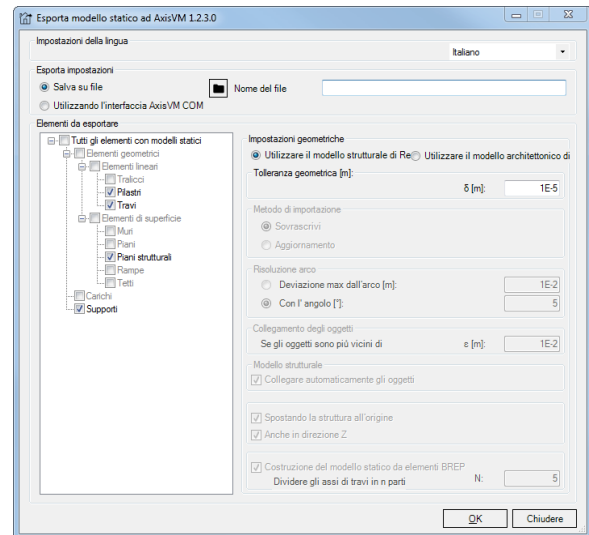 Esporta modello statico ad AxisVM 1.2.3.0
Impostazioni della lingua
Italiano
Esporta impostazioni
Salva su file
Nome del file
Utilizzando l'interfaccia AxisVM COM
Elementi da esportare
Tutti gli elementi con modelli statici
Elementi geometrici
Elementi lineari
Tralicci
Pilastri
Travi
Elementi di superficie
Muri
Piani
Piani strutturali
Rampe
Tetti
Carichi
Supporti
Impostazioni geometriche
Utilizzare il modello strutturale di Re Utilizzare il modello architettonico di
Tolleranza geometrica [m]:
δ [m]: 1E-5
Metodo di importazione
Sovrascrivi
Aggiornamento
Risoluzione arco
Deviazione max dall'arco [m]: 1E-2
Con l' angolo [°]: 5
Collegamento degli oggetti
Se gli oggetti sono più vicini di ε [m]: 1E-2
Modello strutturale
Collegare automaticamente gli oggetti
Spostando la struttura all'origine
Anche in direzione Z
Costruzione del modello statico da elementi BREP
Dividere gli assi di travi in n parti N: 5
OK Chiudere